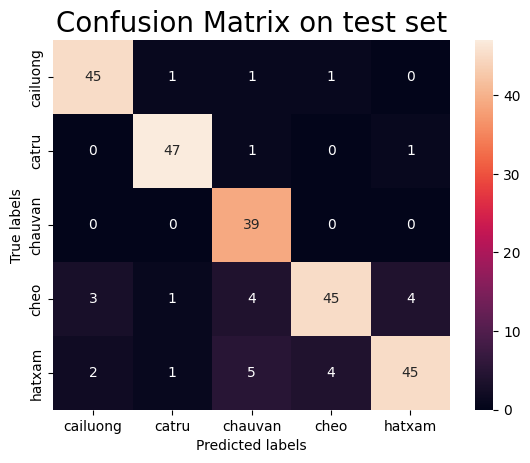 Confusion Matrix on test set
True labels
cailuong 45 1 1 1 0
catru 0 47 1 0 1
chauvan 0 0 39 0 0
cheo 3 1 4 45 4
hatxam 2 1 5 4 45
cailuong catru chauvan cheo hatxam
Predicted labels
40
30
20
10
0